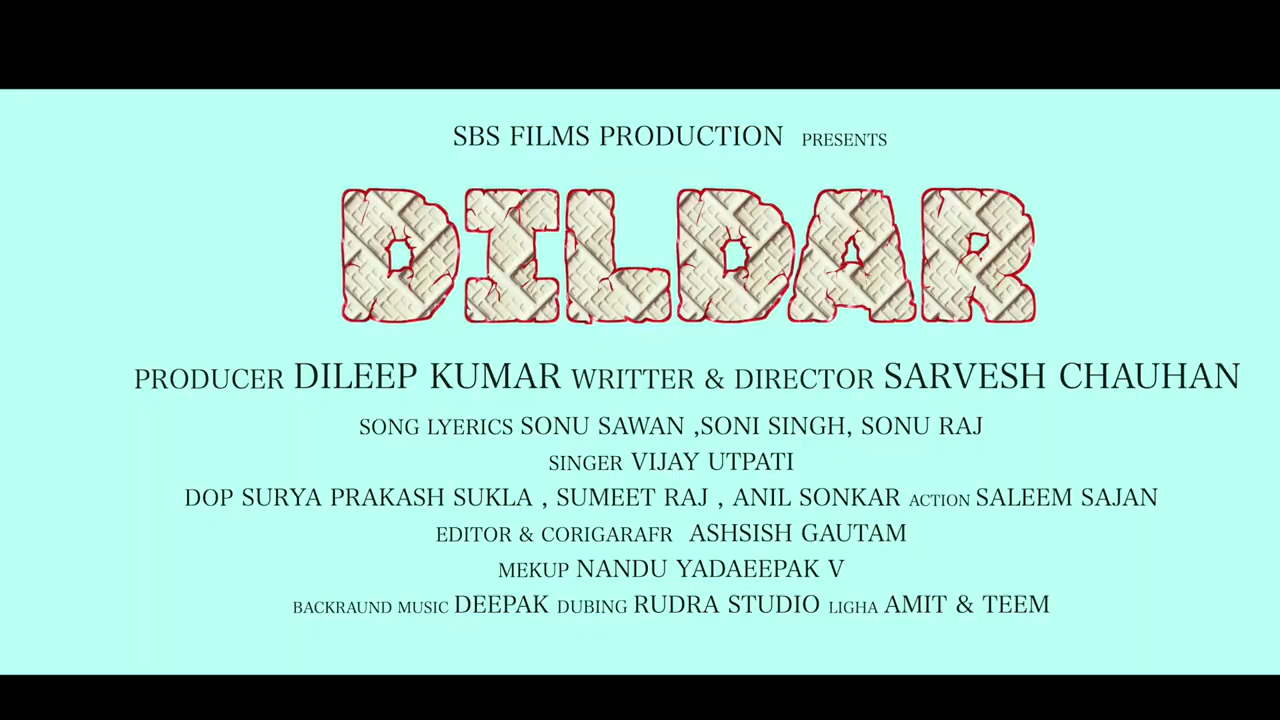 SBS FILMS PRODUCTION PRESENTS
DILDAR
PRODUCER DILEEP KUMAR WRITTER & DIRECTOR SARVESH CHAUHAN
SONG LYERICS SONU SAWAN ,SONI SINGH, SONU RAJ
SINGER VIJAY UTPATI
DOP SURYA PRAKASH SUKLA , SUMEET RAJ , ANIL SONKAR ACTION SALEEM SAJAN
EDITOR & CORIGARAFR ASHSISH GAUTAM
MEKUP NANDU YADAEEPAK V
BACKRAUND MUSIC DEEPAK DUBING RUDRA STUDIO LIGHA AMIT & TEEM